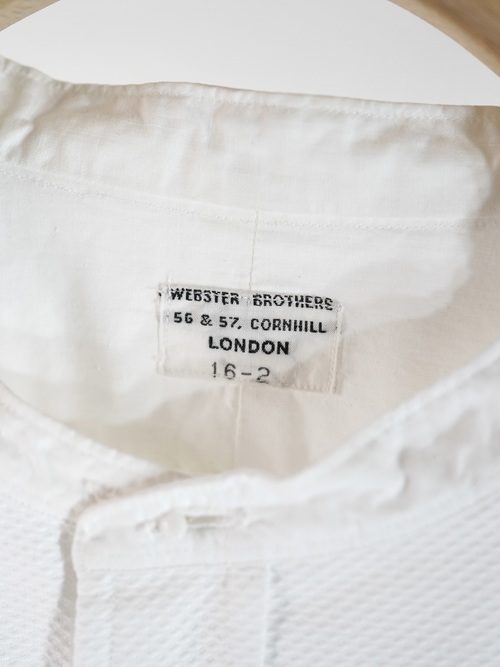 WEBSTER BROTHERS
56 & 57, CORNHILL
LONDON
16-2